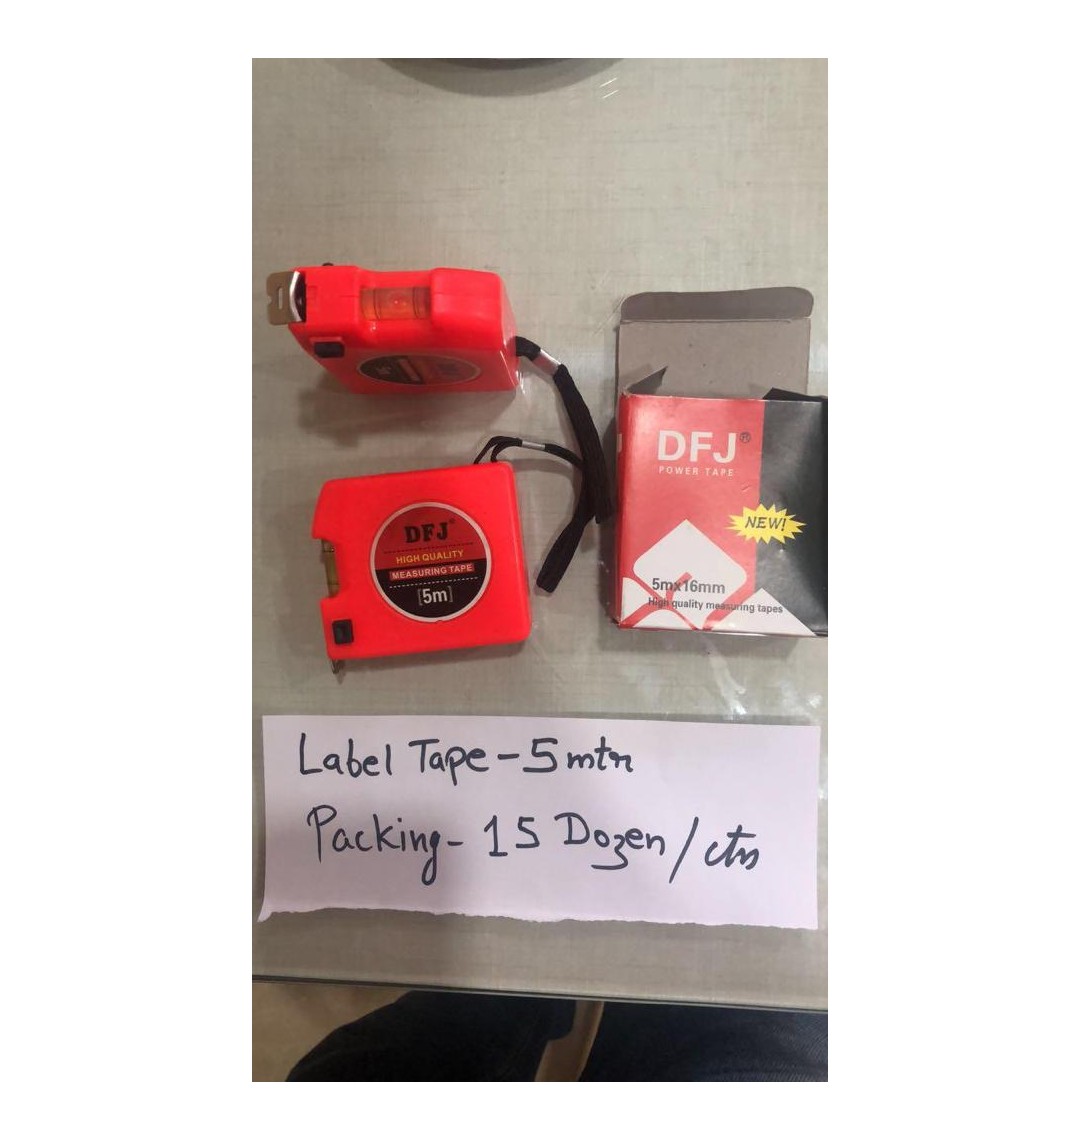 DFJ®
HIGH QUALITY
MEASURING TAPE
[5m]
DFJ®
POWER TAPE
NEW!
5mx16mm
High quality measuring tapes
Label Tape - 5 mtr
Packing - 15 Dozen / ctn